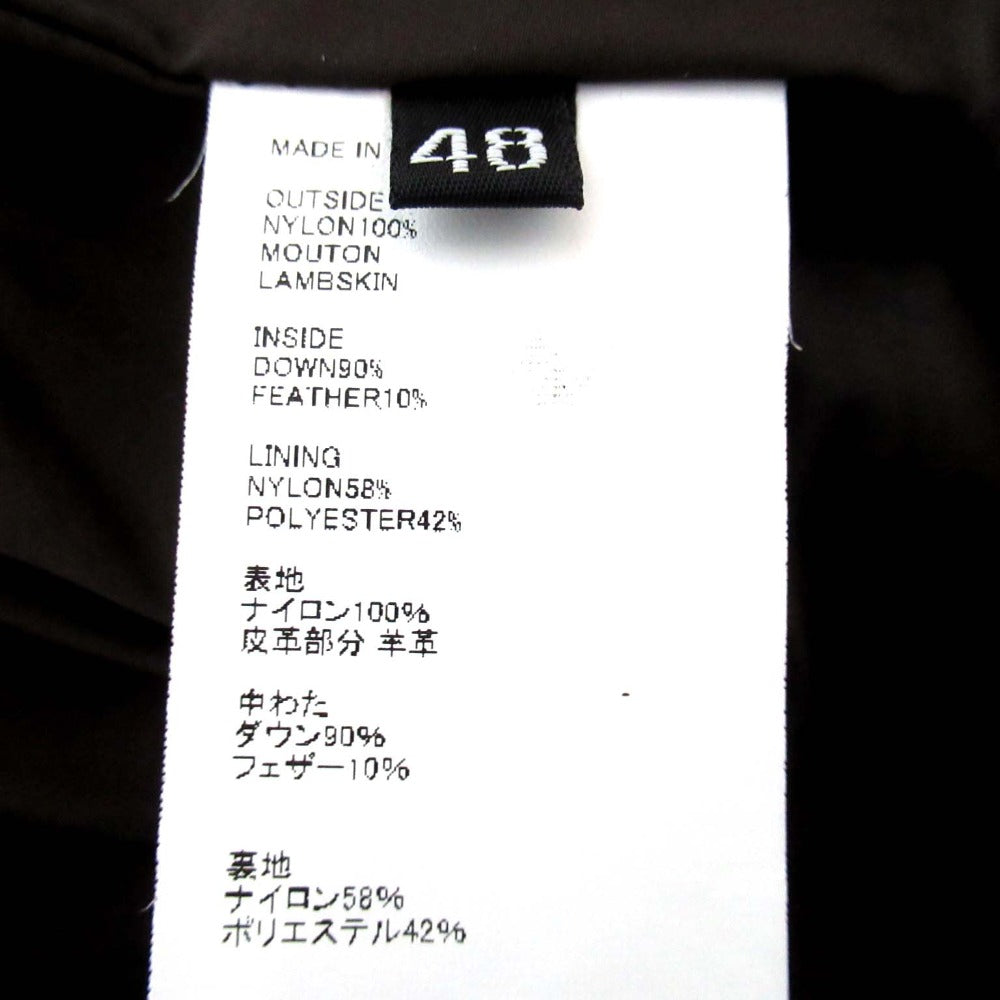 MADE IN
48
OUTSIDE
NYLON100%
MOUTON
LAMBSKIN
INSIDE
DOWN90%
FEATHER10%
LINING
NYLON58%
POLYESTER42%
表地
ナイロン100%
皮革部分 羊革
中わた
ダウン90%
フェザー10%
裏地
ナイロン58%
ポリエステル42%